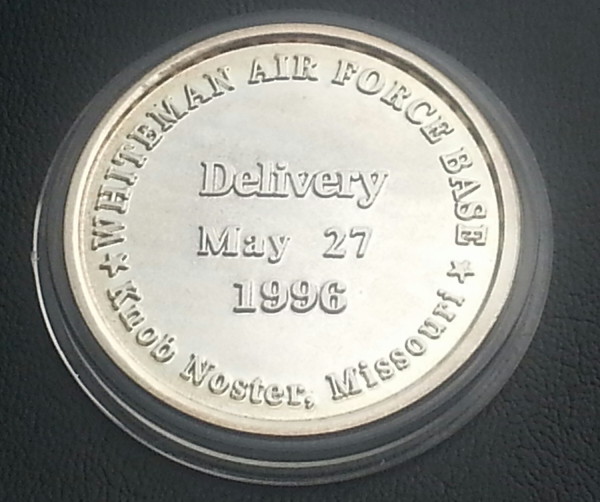 WHITEMAN AIR FORCE BASE
Delivery
May 27
1996
Knob Noster, Missouri